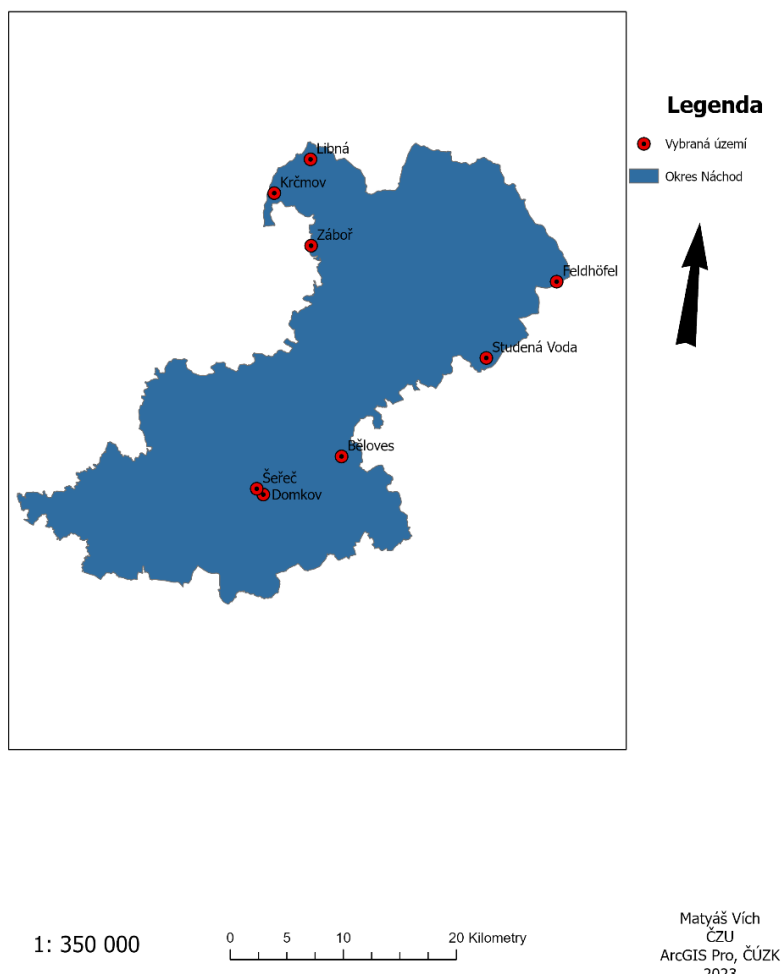 Legenda
Vybraná území
Okres Náchod
Libná
Krčmov
Záboř
Feldhöfel
Studená Voda
Běloves
Šeřeč
Domkov
1: 350 000
0 5 10 20 Kilometry
Matyáš Vích
ČZU
ArcGIS Pro, ČÚZK
2023